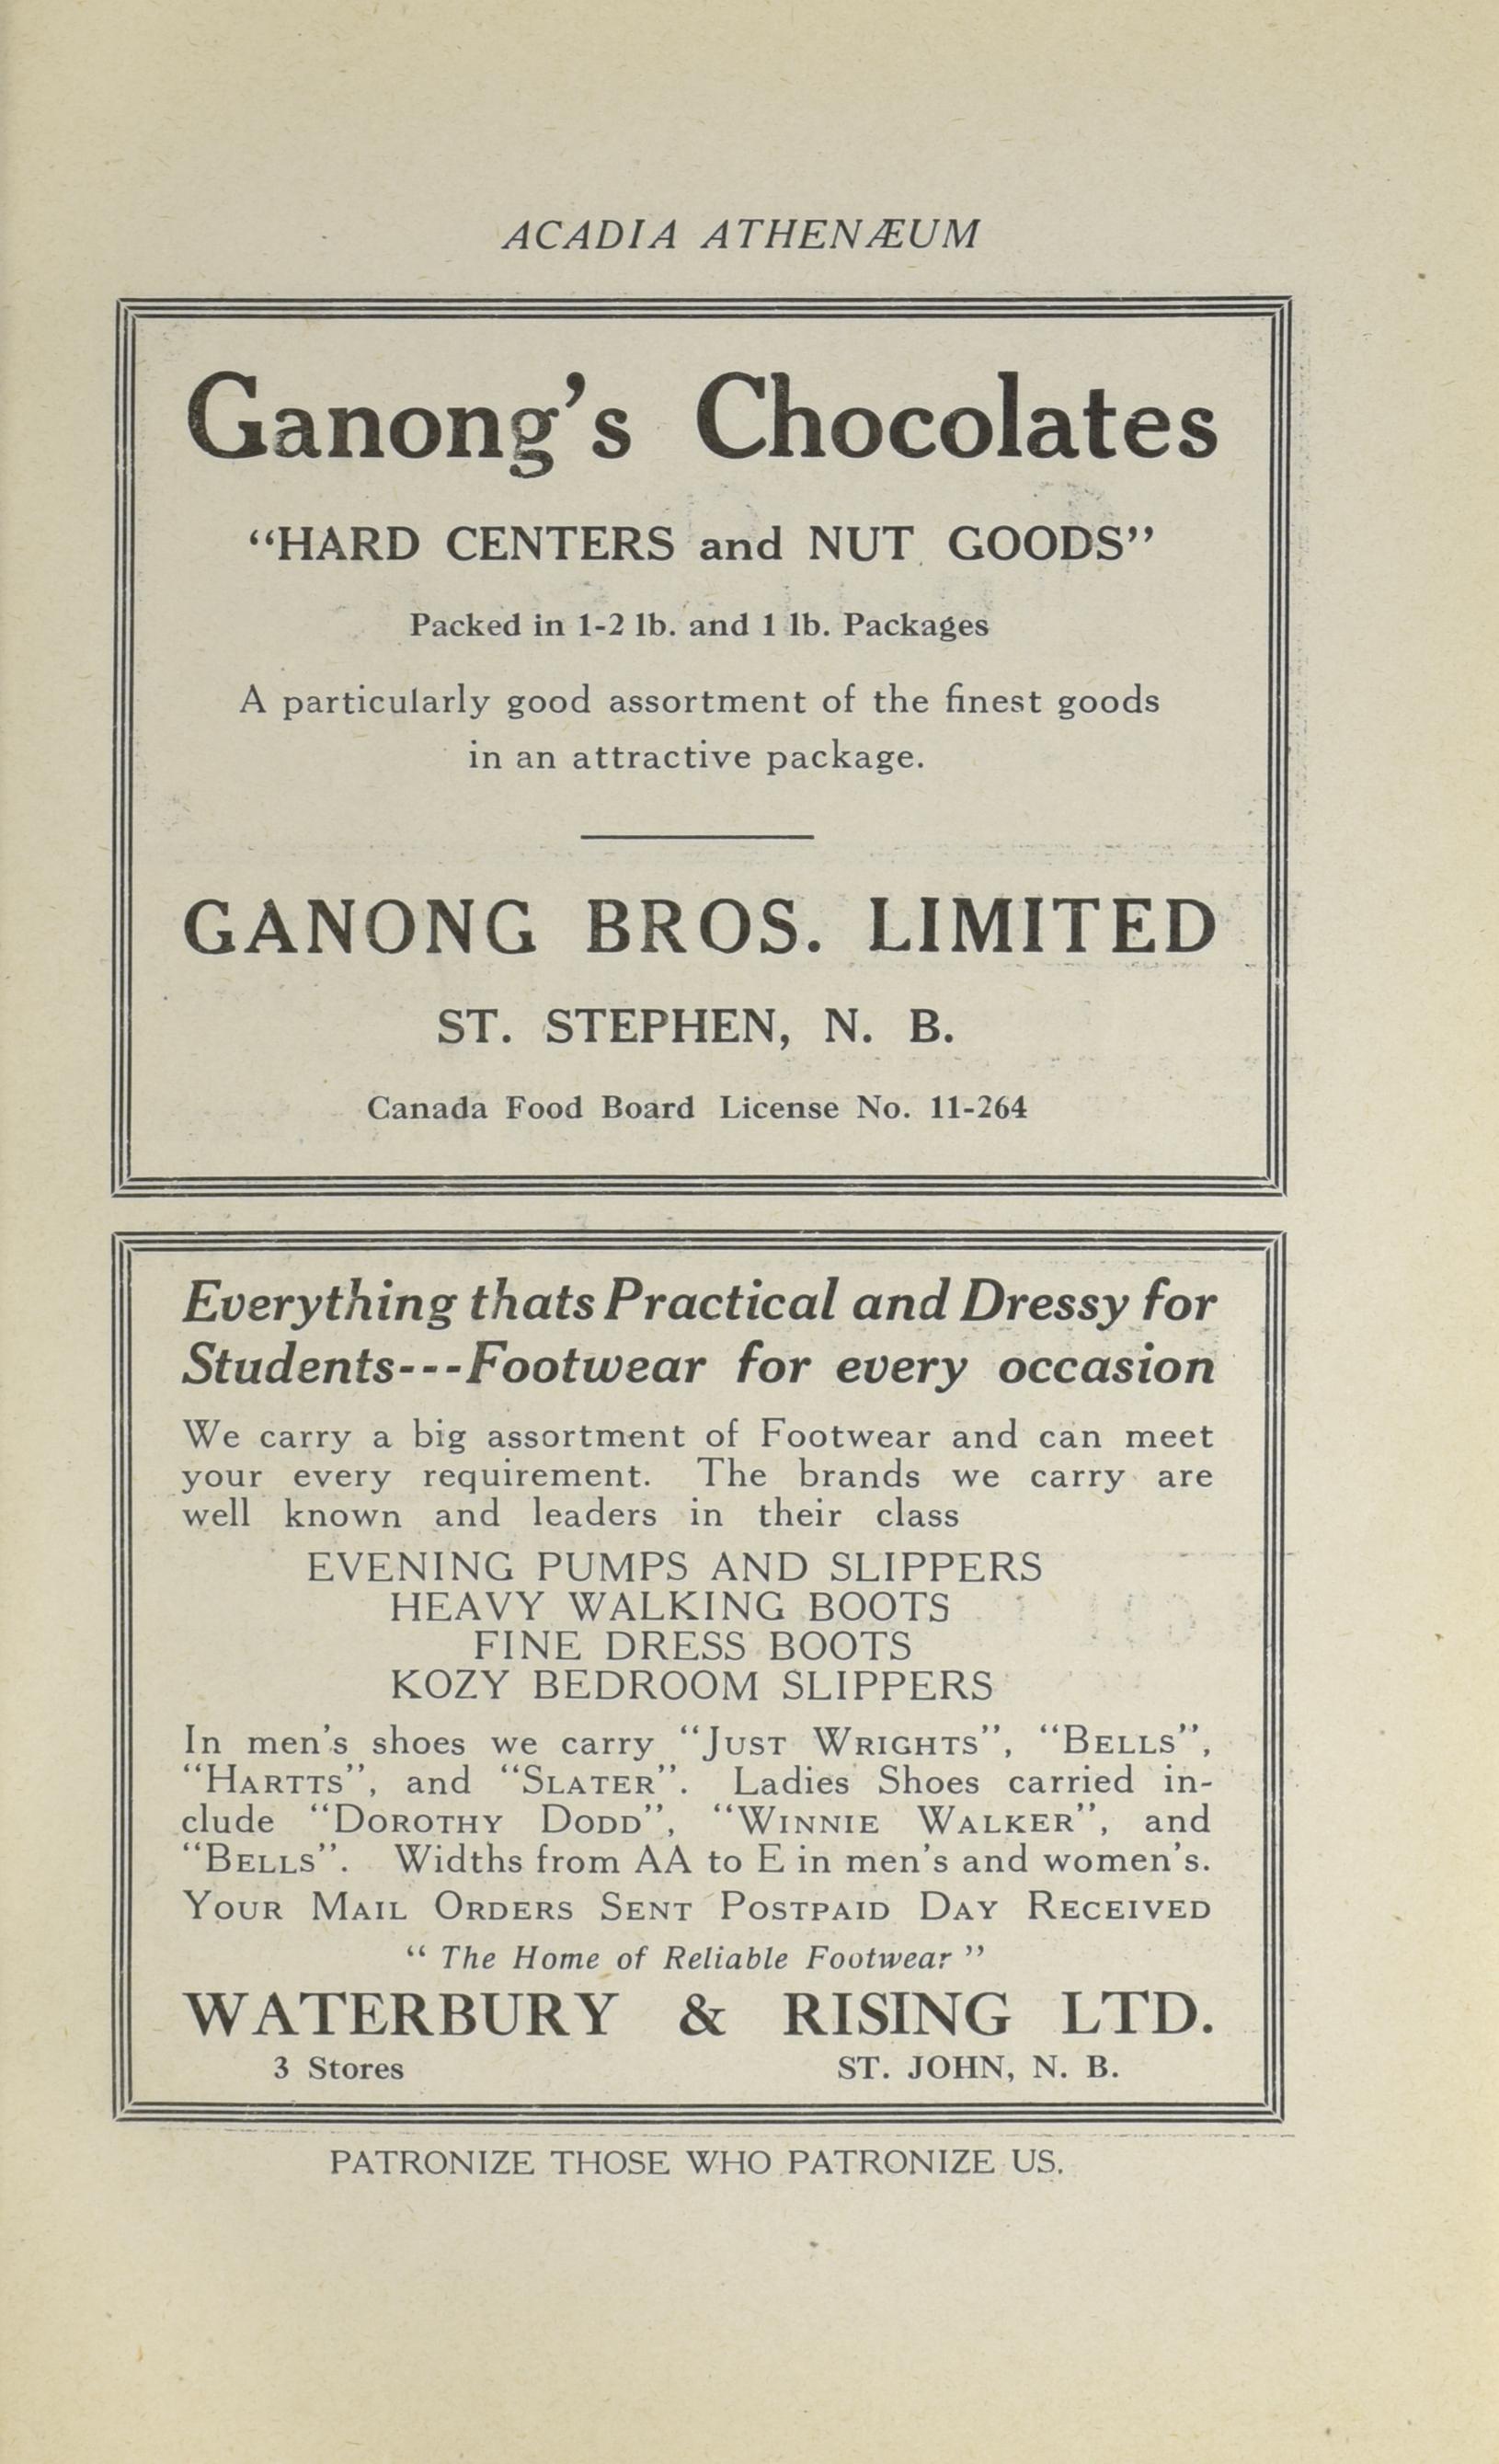 ACADIA ATHENÆUM
Ganong's Chocolates
"HARD CENTERS and NUT GOODS"
Packed in 1-2 lb. and 1 lb. Packages
A particularly good assortment of the finest goods
in an attractive package.
GANONG BROS. LIMITED
ST. STEPHEN, N. B.
Canada Food Board License No. 11-264
Everything thats Practical and Dressy for
Students---Footwear for every occasion
We carry a big assortment of Footwear and can meet
your every requirement. The brands we carry are
well known and leaders in their class
EVENING PUMPS AND SLIPPERS
HEAVY WALKING BOOTS
FINE DRESS BOOTS
KOZY BEDROOM SLIPPERS
In men's shoes we carry "JUST WRIGHTS", "BELLS",
"HARTTS", and "SLATER". Ladies Shoes carried in-
clude "DOROTHY DODD", "WINNIE WALKER", and
"BELLS". Widths from AA to E in men's and women's.
YOUR MAIL ORDERS SENT POSTPAID DAY RECEIVED
" The Home of Reliable Footwear "
WATERBURY & RISING LTD.
3 Stores ST. JOHN, N. B.
PATRONIZE THOSE WHO PATRONIZE US.